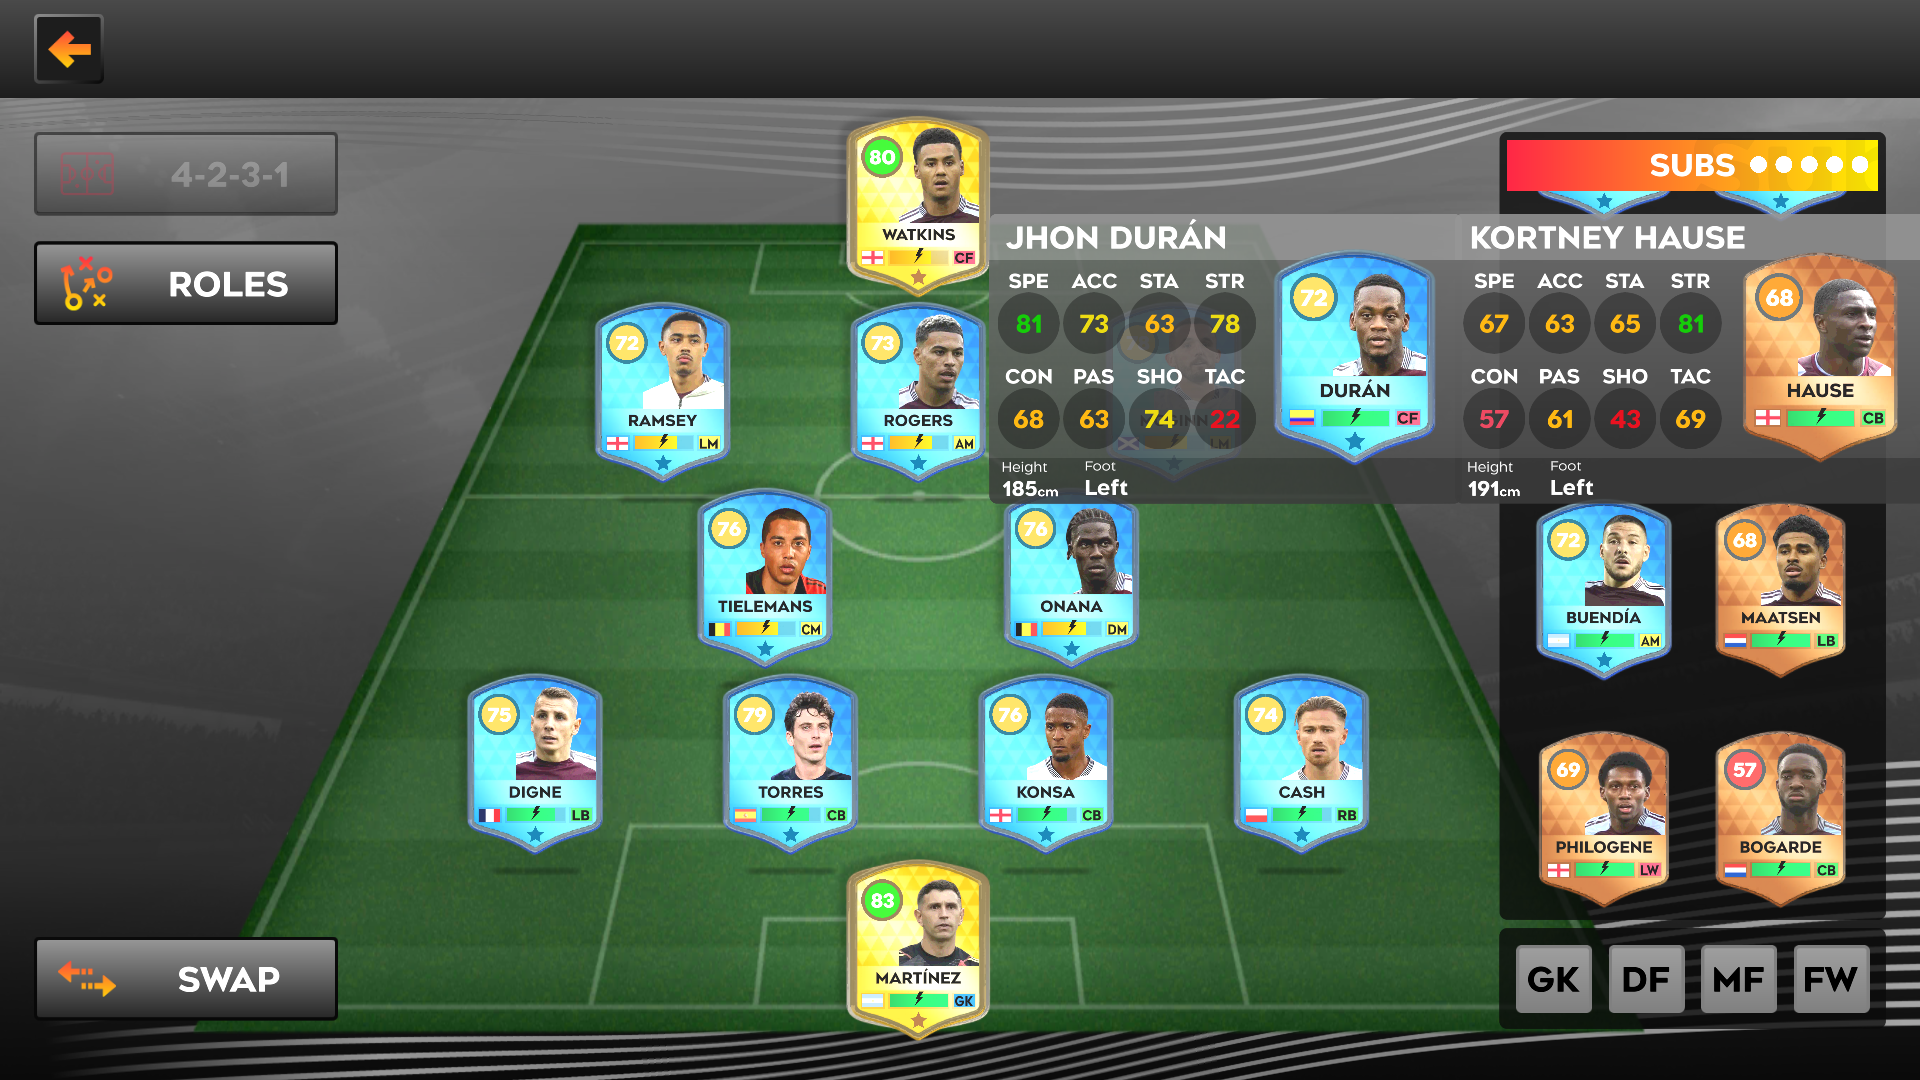 4-2-3-1
ROLES
SWAP
80
WATKINS
CF
72
RAMSEY
LM
73
ROGERS
AM
JHON DURÁN
SPE ACC STA STR
81 73 63 78
CON PAS SHO TAC
68 63 74 22
Height Foot
185cm Left
72
DURÁN
CF
KORTNEY HAUSE
SPE ACC STA STR
67 63 65 81
CON PAS SHO TAC
57 61 43 69
Height Foot
191cm Left
68
HAUSE
CB
LM
76
TIELEMANS
CM
76
ONANA
DM
75
DIGNE
LB
79
TORRES
CB
76
KONSA
CB
74
CASH
RB
83
MARTÍNEZ
GK
SUBS
72
BUENDÍA
AM
68
MAATSEN
LB
69
PHILOGENE
LW
57
BOGARDE
CB
GK DF MF FW